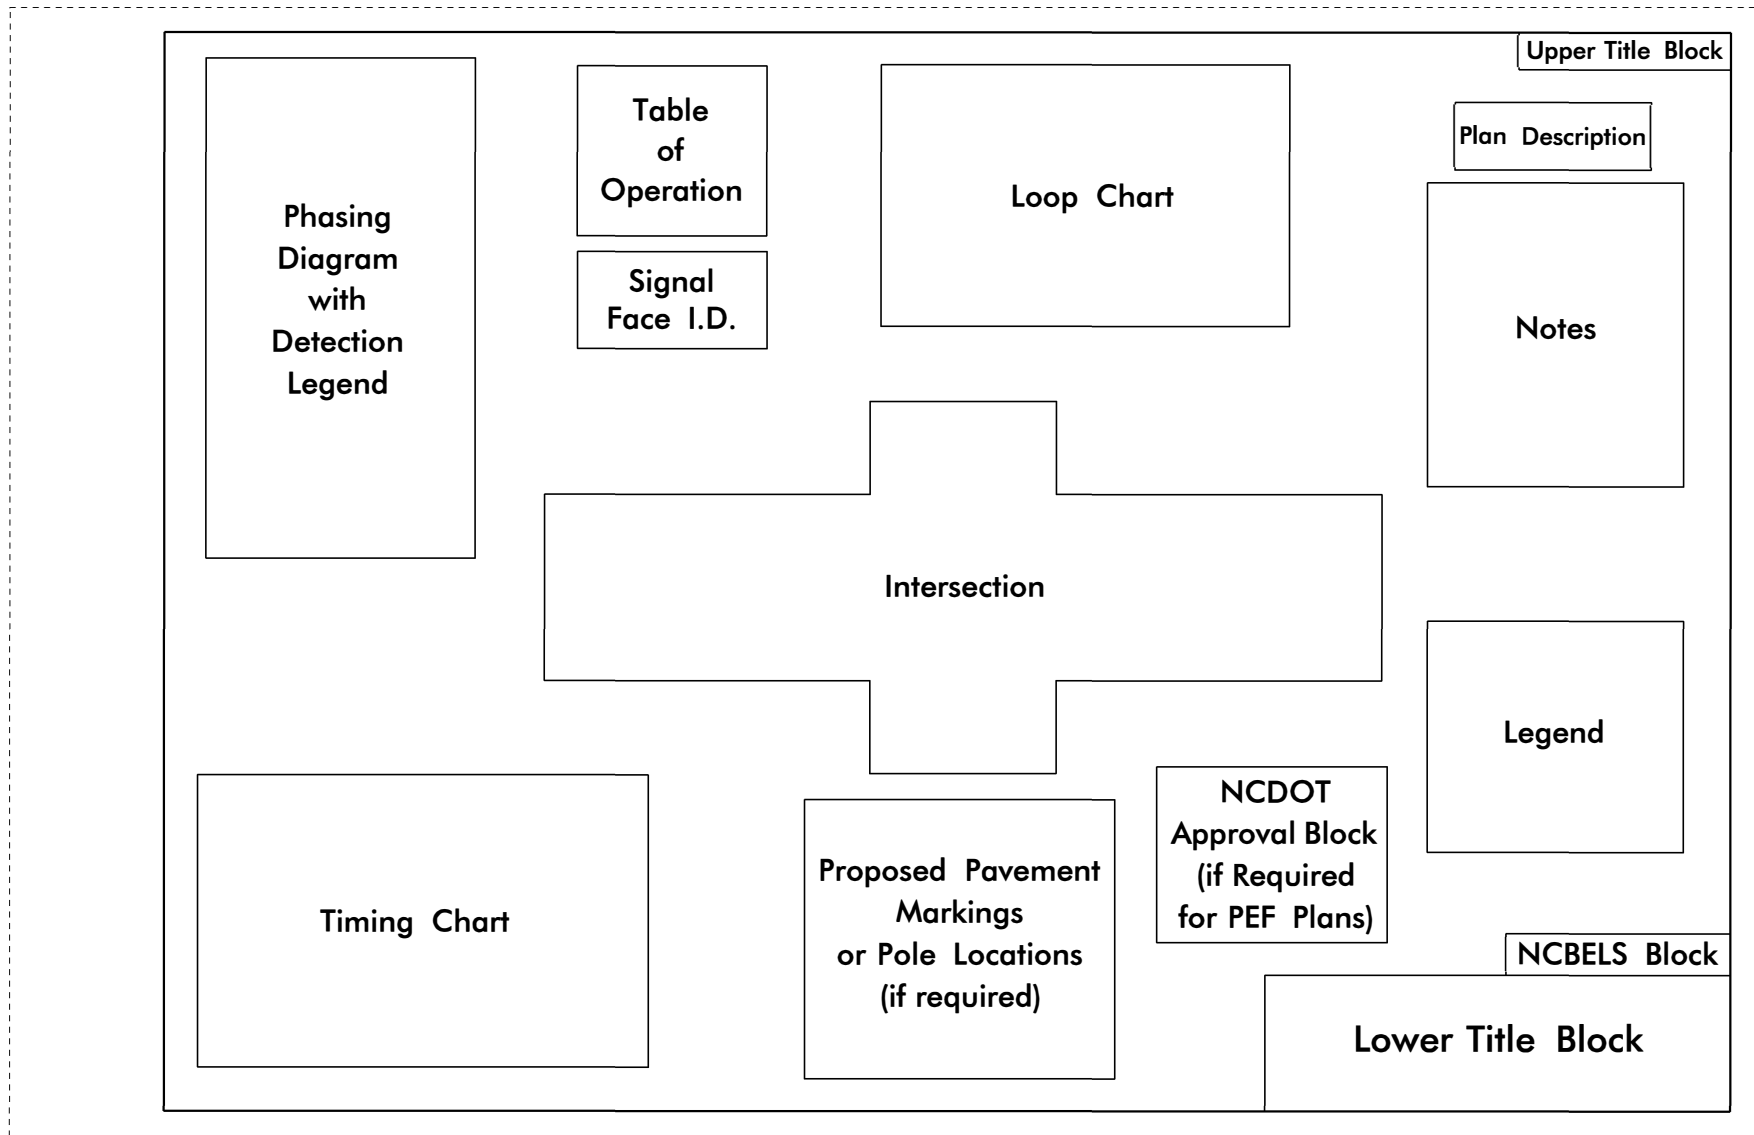 Upper Title Block
Plan Description
Phasing
Diagram
with
Detection
Legend
Table
of
Operation
Signal
Face I.D.
Loop Chart
Notes
Intersection
Legend
Timing Chart
Proposed Pavement
Markings
or Pole Locations
(if required)
NCDOT
Approval Block
(if Required
for PEF Plans)
NCBELS Block
Lower Title Block